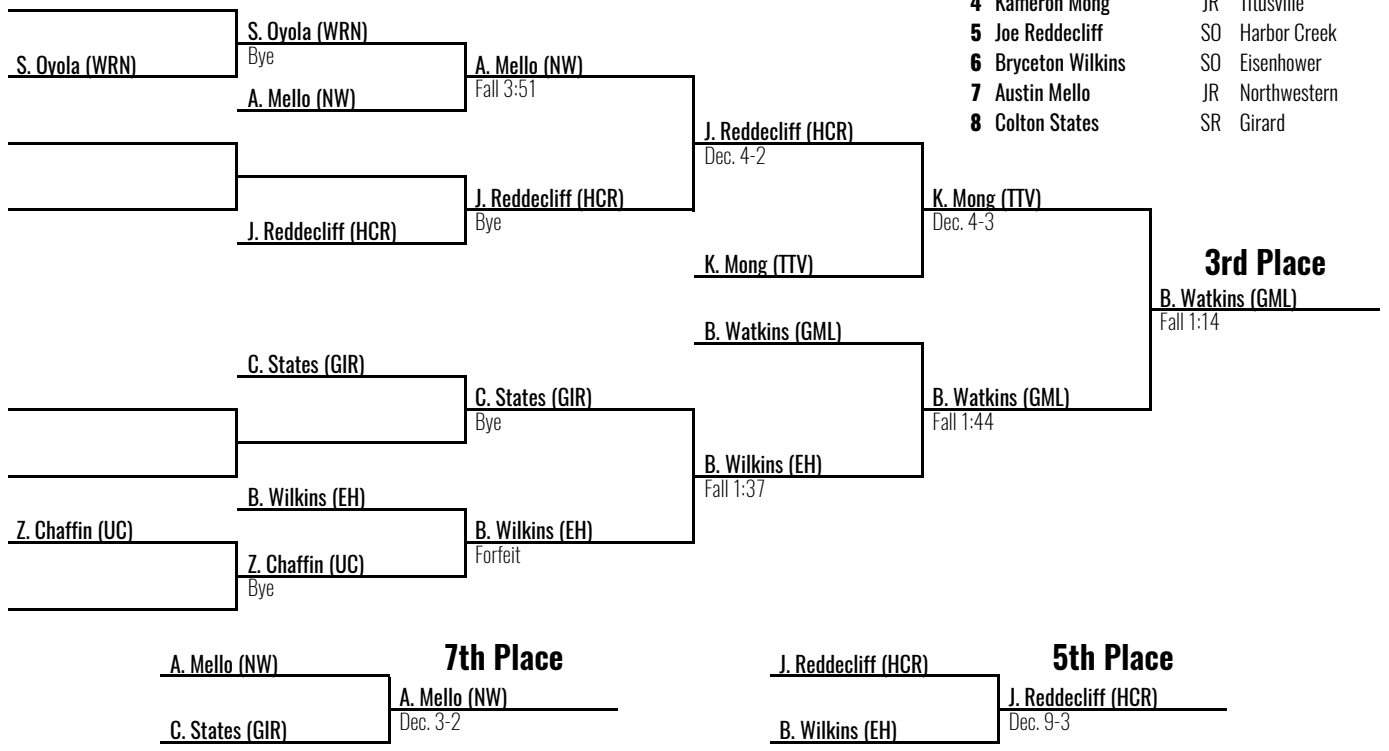 4 Kameron Mong JR Titusville
S. Oyola (WRN)
5 Joe Reddecliff SO Harbor Creek
Bye
S. Oyola (WRN)
A. Mello (NW)
6 Bryceton Wilkins SO Eisenhower
Fall 3:51
A. Mello (NW)
7 Austin Mello JR Northwestern
8 Colton States SR Girard
J. Reddecliff (HCR)
Dec. 4-2
J. Reddecliff (HCR)
K. Mong (TTV)
Bye
Dec. 4-3
J. Reddecliff (HCR)
K. Mong (TTV)
3rd Place
B. Watkins (GML)
Fall 1:14
B. Watkins (GML)
C. States (GIR)
C. States (GIR)
B. Watkins (GML)
Bye
Fall 1:44
B. Wilkins (EH)
Fall 1:37
B. Wilkins (EH)
Z. Chaffin (UC)
B. Wilkins (EH)
Forfeit
Z. Chaffin (UC)
Bye
A. Mello (NW)
7th Place
A. Mello (NW)
Dec. 3-2
C. States (GIR)
J. Reddecliff (HCR)
5th Place
J. Reddecliff (HCR)
Dec. 9-3
B. Wilkins (EH)